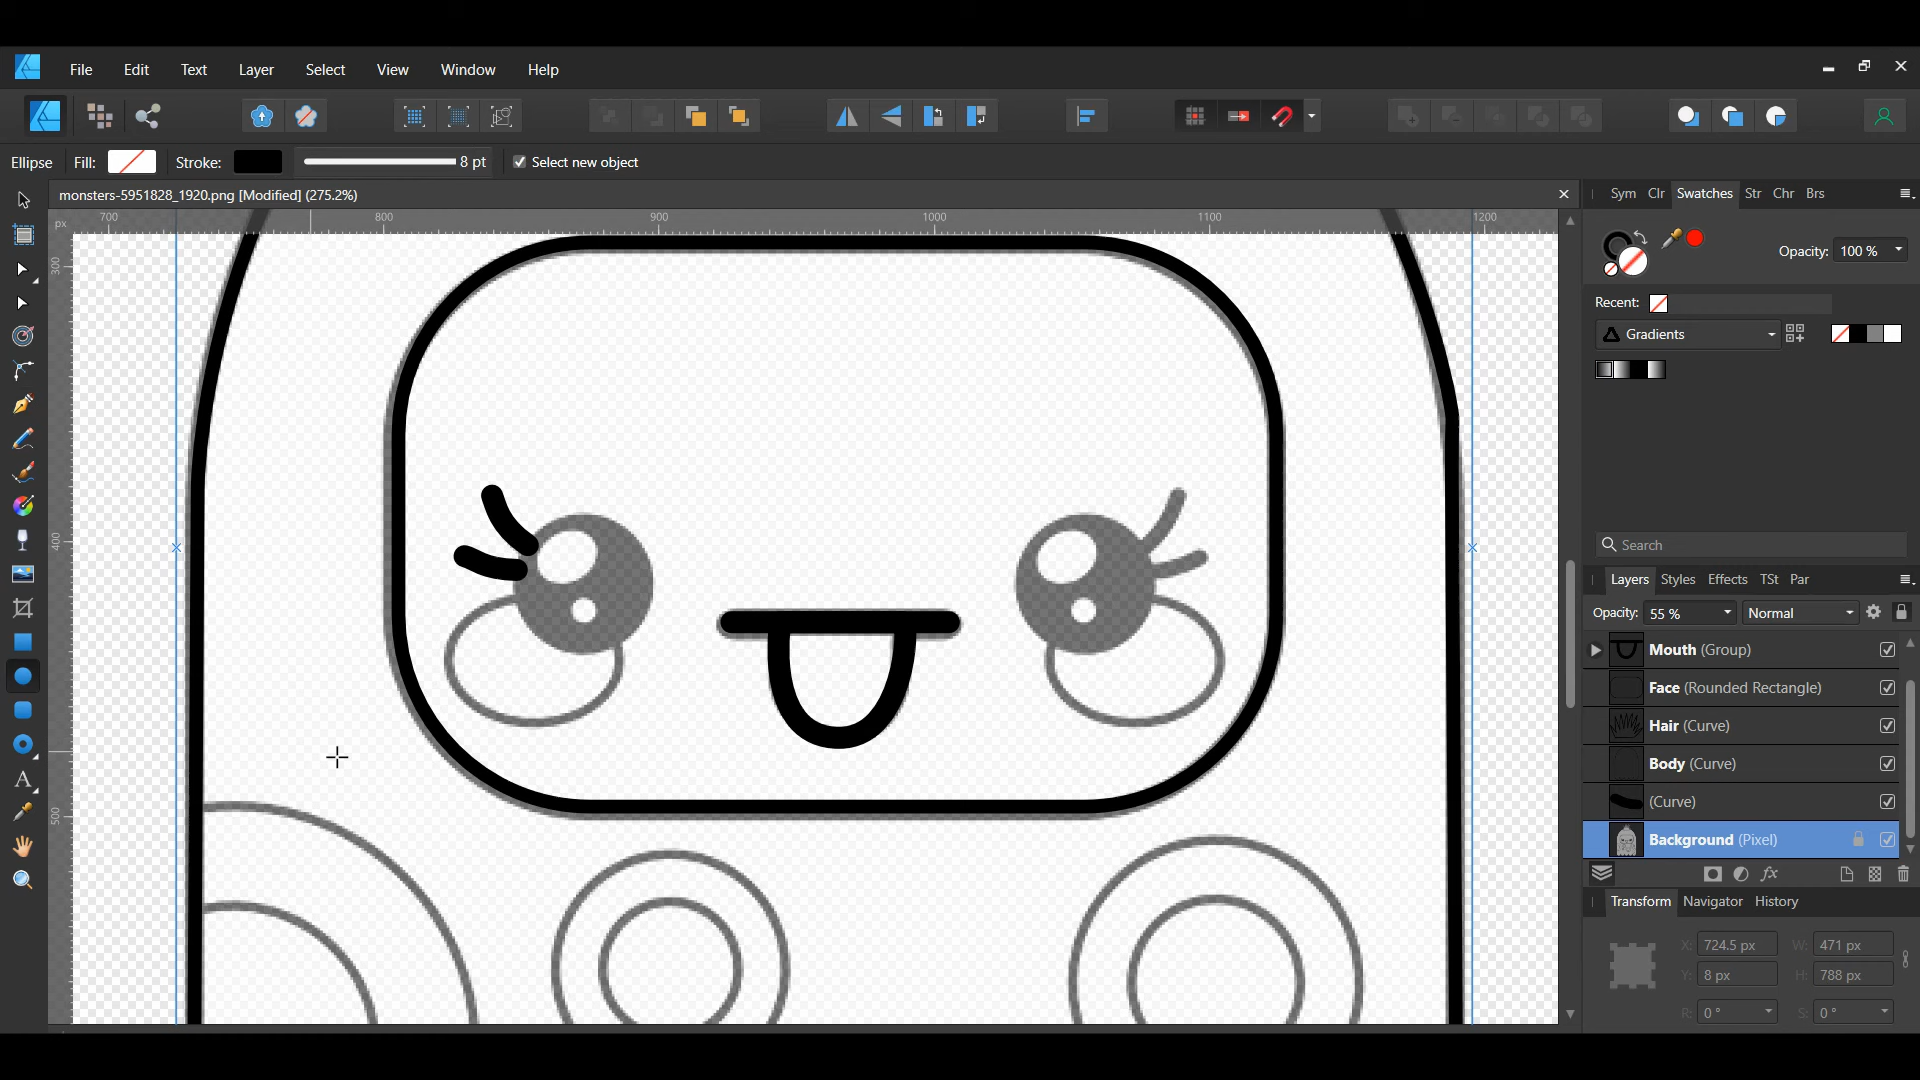 File Edit Text Layer Select View Window Help
Ellipse Fill: Stroke: 8 pt Select new object
monsters-5951828_1920.png [Modified] (275.2%)
Sym Clr Swatches Str Chr Brs
px 700 800 900 1000 1100 1200
300
400
500
Opacity: 100 %
Recent:
Gradients
Search
Layers Styles Effects TSt Par
Opacity: 55 % Normal
Mouth (Group)
Face (Rounded Rectangle)
Hair (Curve)
Body (Curve)
(Curve)
Background (Pixel)
fx
Transform Navigator History
X: 724.5 px W: 471 px
Y: 8 px H: 788 px
R: 0 ° S: 0 °